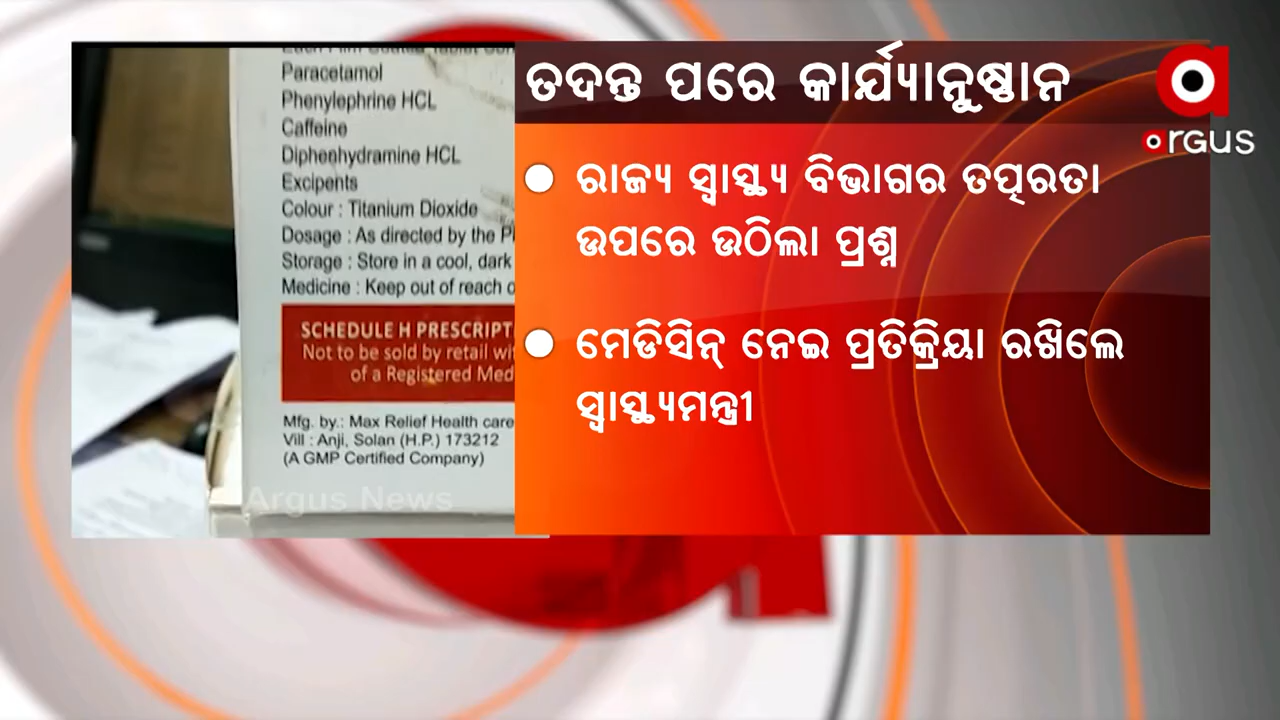 Paracetamol
Phenylephrine HCL
Caffeine
Diphenhydramine HCL
Excipents
Colour : Titanium Dioxide
Dosage : As directed by the
Storage : Store in a cool, dark
Medicine : Keep out of reach
SCHEDULE H
Not to be sold by retail
of a Registered
Mfg. by.: Max Relief Health care
Vill : Anji, Solan (H.P.) 173212
(A GMP Certified Company)
Argus News
ତଦନ୍ତ ପରେ କାର୍ଯ୍ୟାନୁଷ୍ଠାନ
ରାଜ୍ୟ ସ୍ୱାସ୍ଥ୍ୟ ବିଭାଗର ତତ୍ପରତା
ଉପରେ ଉଠିଲା ପ୍ରଶ୍ନ
ମେଡିସିନ୍ ନେଇ ପ୍ରତିକ୍ରିୟା ରଖିଲେ
ସ୍ୱାସ୍ଥ୍ୟମନ୍ତ୍ରୀ
argus